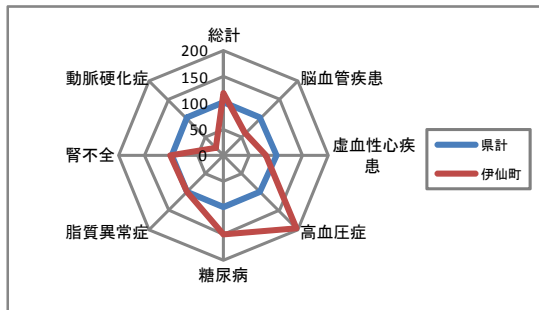 総計
200
150
100
50
0
動脈硬化症
脳血管疾患
腎不全
虚血性心疾
患
脂質異常症
高血圧症
糖尿病
県計
伊仙町